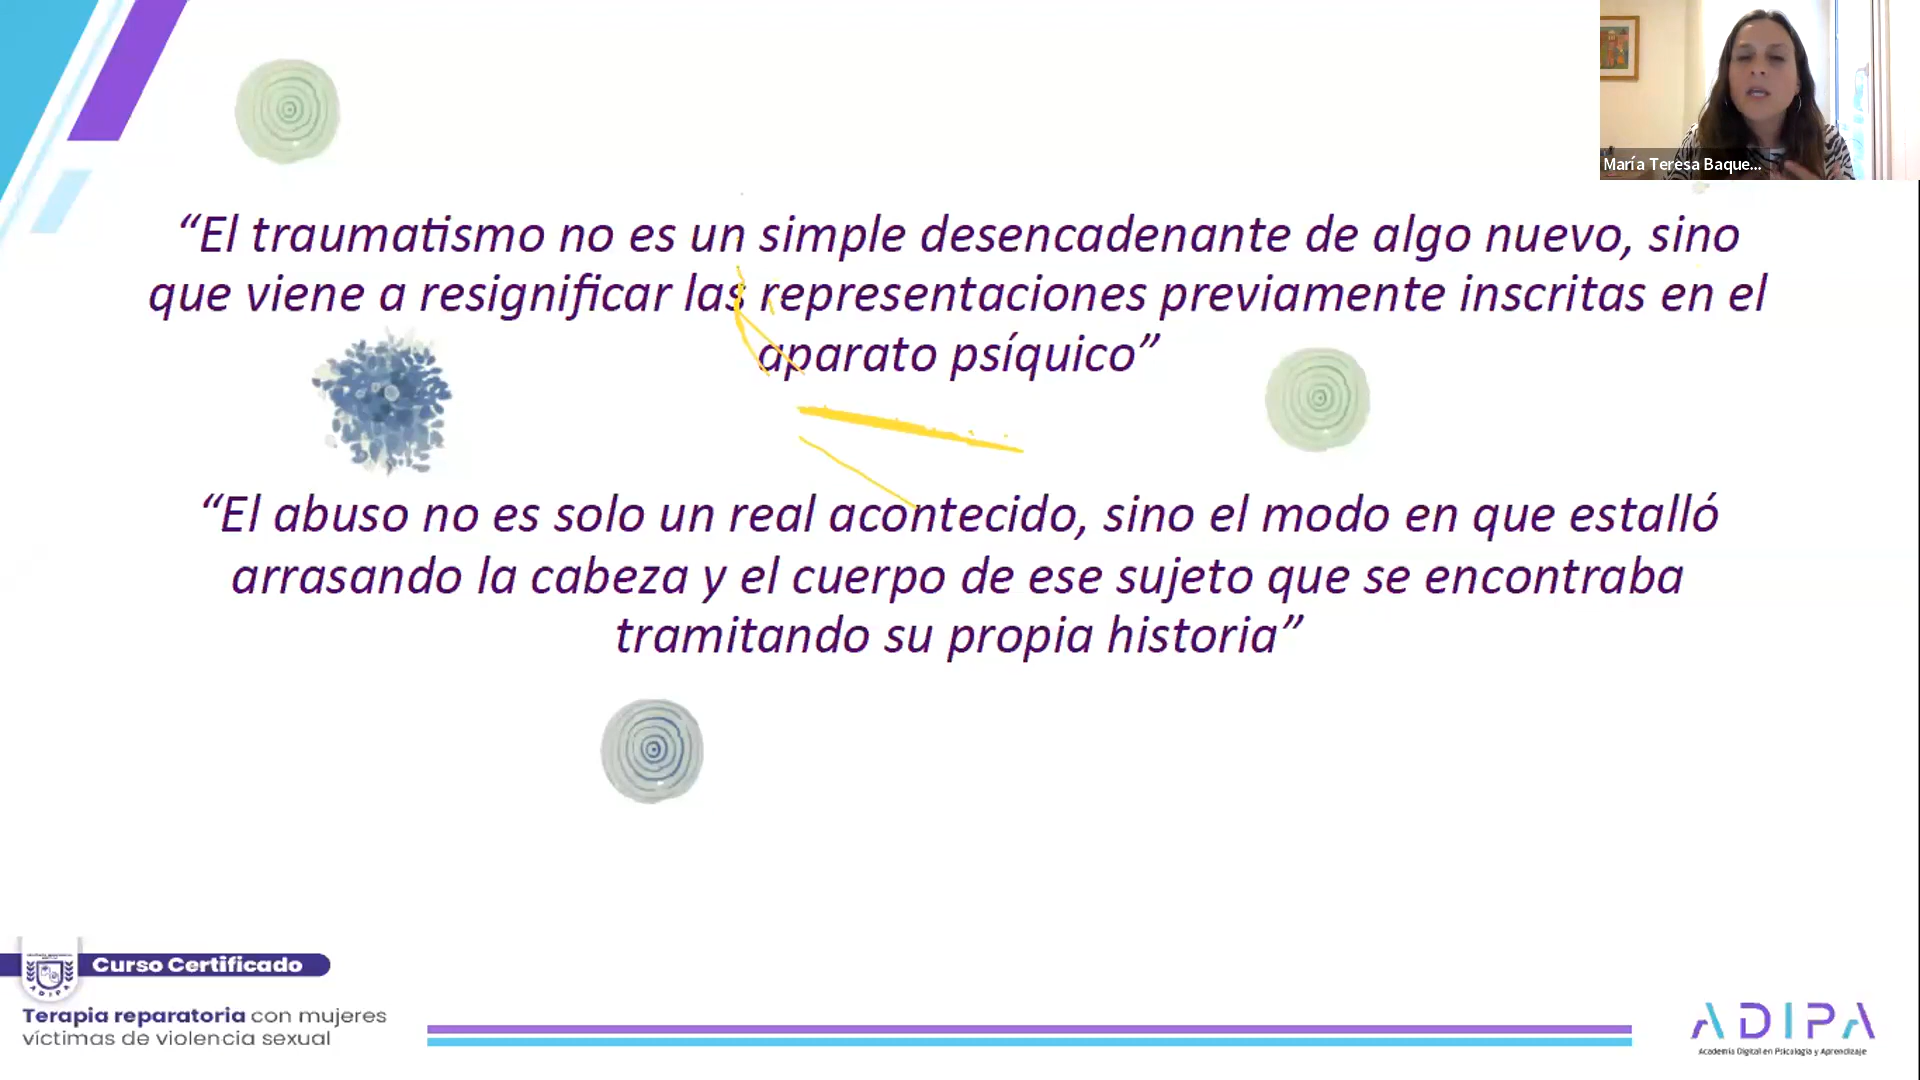 María Teresa Baque...
“El traumatismo no es un simple desencadenante de algo nuevo, sino
que viene a resignificar las representaciones previamente inscritas en el
aparato psíquico”
“El abuso no es solo un real acontecido, sino el modo en que estalló
arrasando la cabeza y el cuerpo de ese sujeto que se encontraba
tramitando su propia historia”
Curso Certificado
ADIPA
Terapia reparatoria con mujeres
víctimas de violencia sexual
ADIPA
Academia Digital en Psicología y Aprendizaje